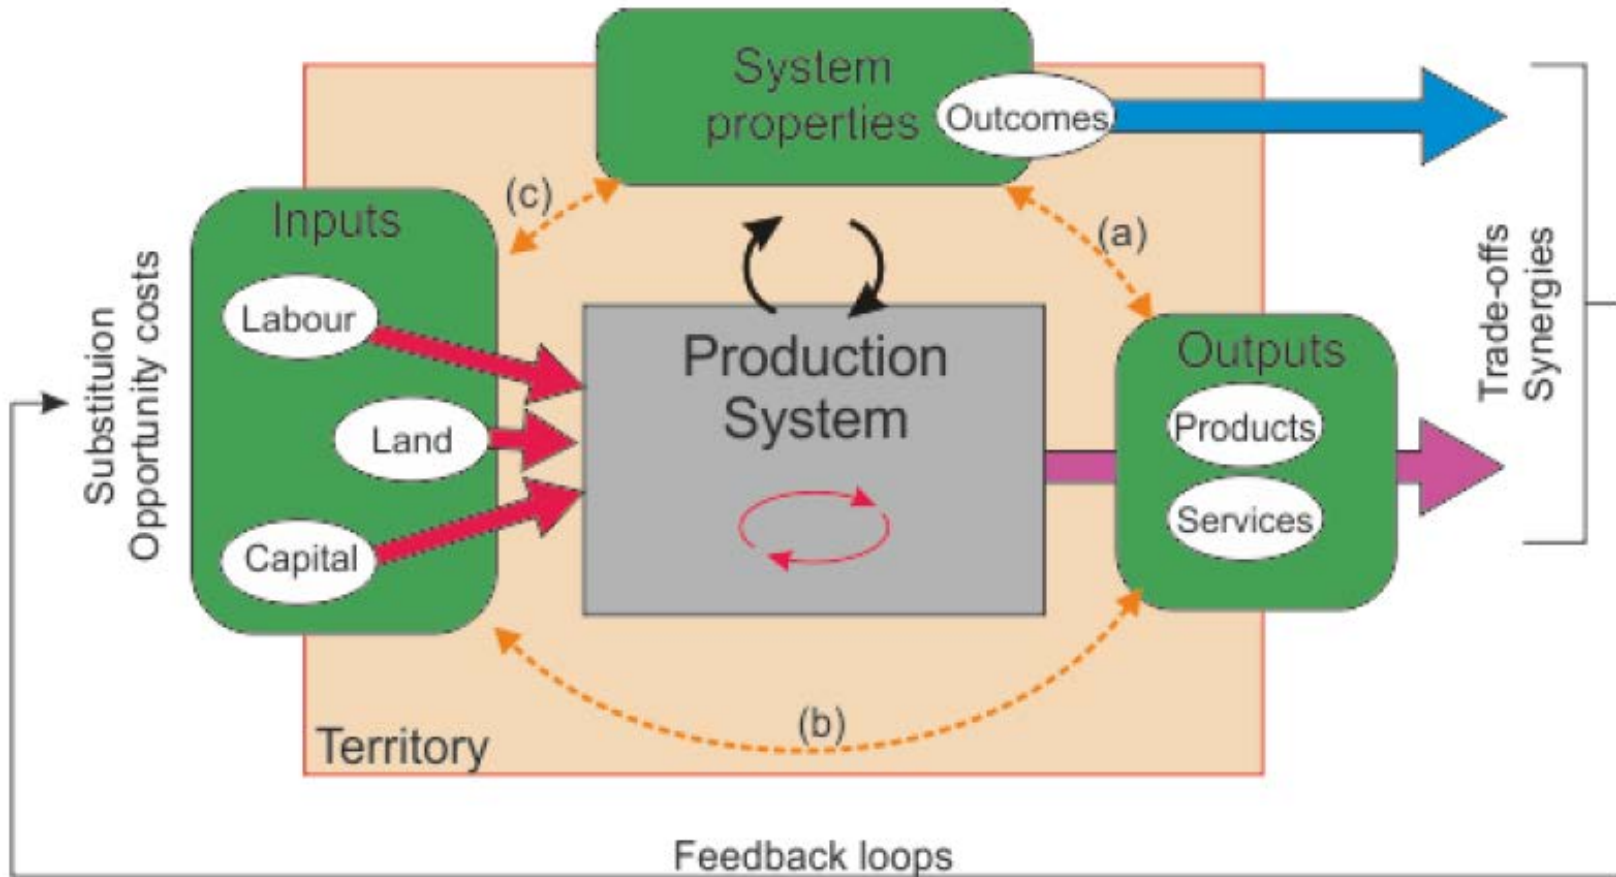 System
properties
Outcomes
(c)
(a)
Inputs
Labour
Land
Capital
Substituion
Opportunity costs
Production
System
Outputs
Products
Services
Trade-offs
Synergies
(b)
Territory
Feedback loops